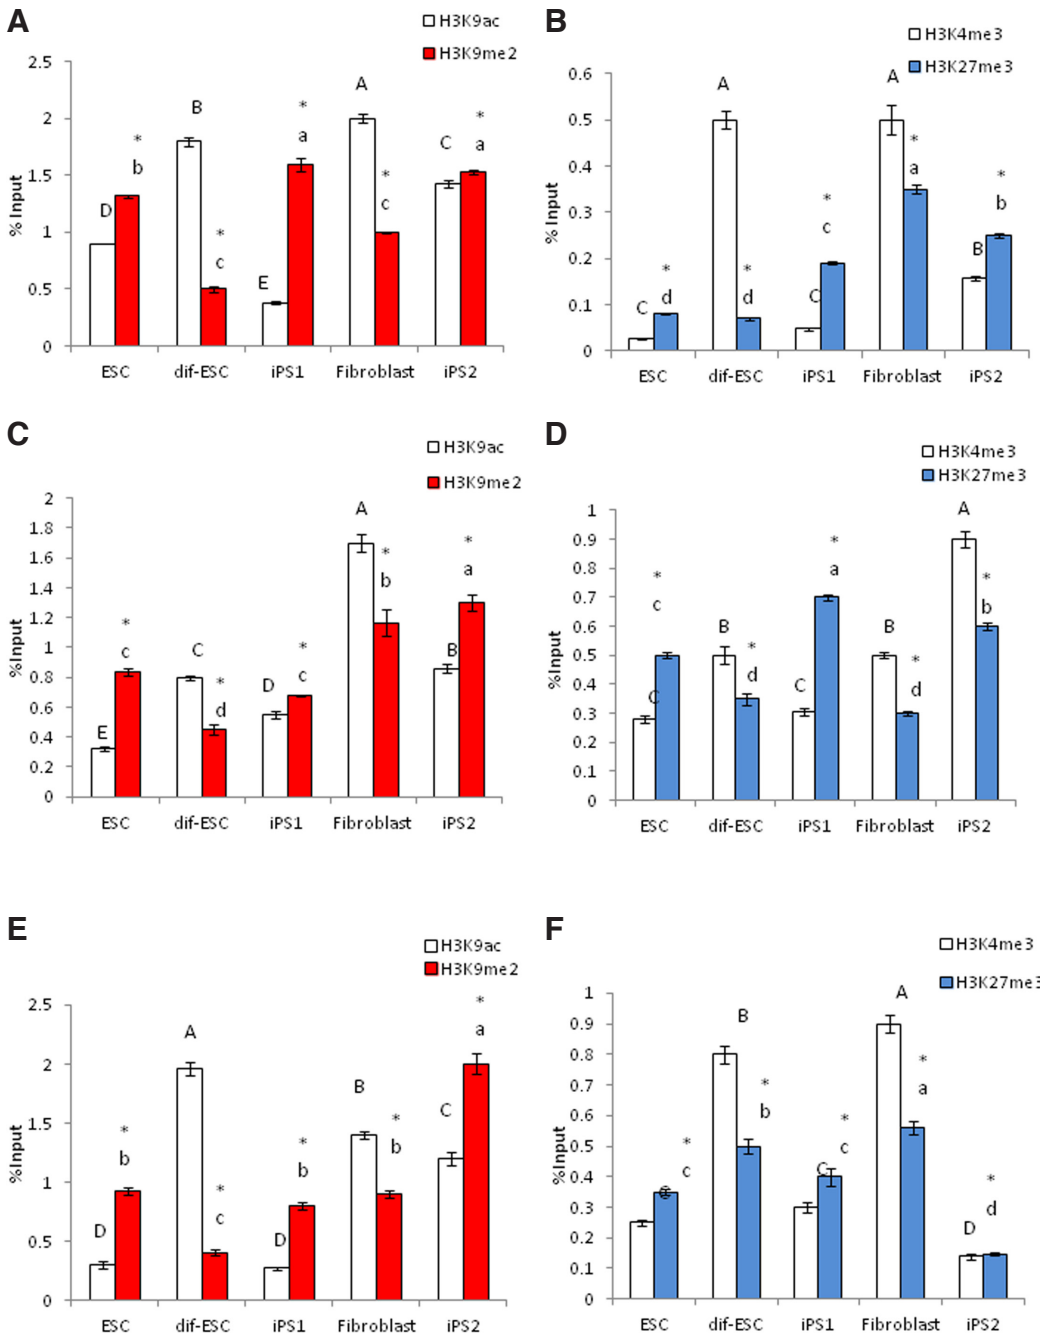 A
H3K9ac
H3K9me2
2.5
2
1.5
1
0.5
0
% Input
D
*
b
B
*
c
E
*
a
A
*
c
C
*
a
ESC
dif-ESC
iPS1
Fibroblast
iPS2
B
H3K4me3
H3K27me3
0.6
0.5
0.4
0.3
0.2
0.1
0
% Input
C
*
d
A
*
d
C
*
c
A
*
a
B
*
b
ESC
dif-ESC
iPS1
Fibroblast
iPS2
C
H3K9ac
H3K9me2
2
1.8
1.6
1.4
1.2
1
0.8
0.6
0.4
0.2
0
%Input
E
*
c
C
*
d
D
*
c
A
*
b
B
*
a
ESC
dif-ESC
iPS1
Fibroblast
iPS2
D
H3K4me3
H3K27me3
1
0.9
0.8
0.7
0.6
0.5
0.4
0.3
0.2
0.1
0
%Input
C
*
c
B
*
d
C
*
a
B
*
d
A
*
b
ESC
dif-ESC
iPS1
Fibroblast
iPS2
E
H3K9ac
H3K9me2
2.5
2
1.5
1
0.5
0
%Input
D
*
b
A
*
c
D
*
b
B
*
b
C
*
a
ESC
dif-ESC
iPS1
Fibroblast
iPS2
F
H3K4me3
H3K27me3
1
0.9
0.8
0.7
0.6
0.5
0.4
0.3
0.2
0.1
0
%Input
C
*
c
B
*
b
C
*
c
A
*
a
D
*
d
ESC
dif-ESC
iPS1
Fibroblast
iPS2